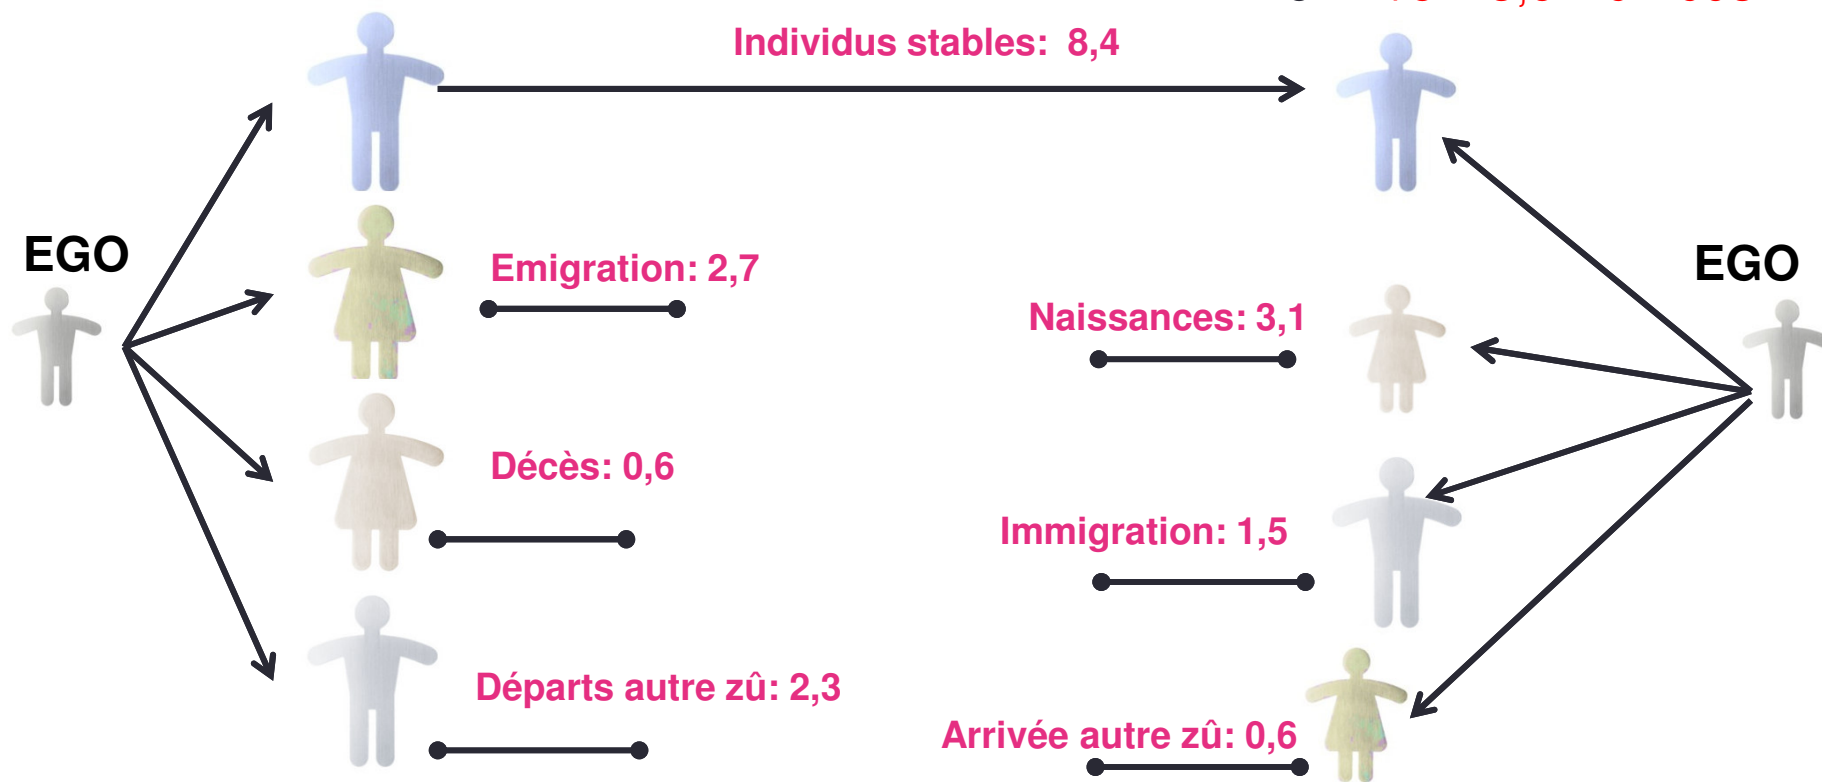 Individus stables: 8,4
EGO
EGO
Emigration: 2,7
Naissances: 3,1
Décès: 0,6
Immigration: 1,5
Départs autre zû: 2,3
Arrivée autre zû: 0,6